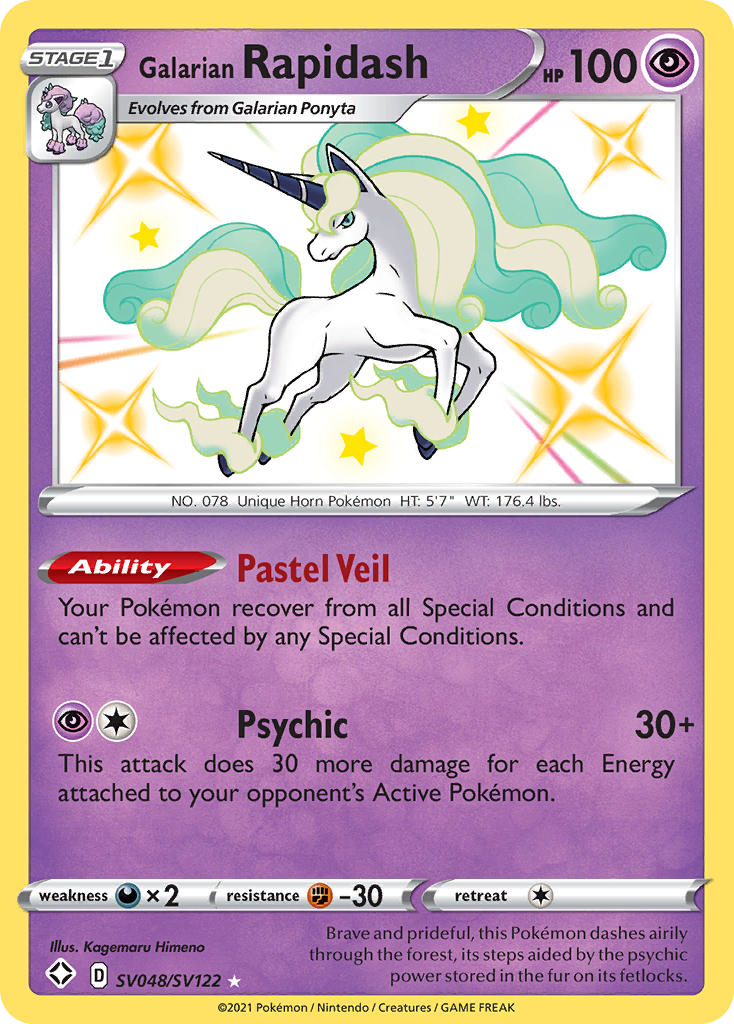 STAGE 1
Galarian Rapidash
HP 100
Evolves from Galarian Ponyta
NO. 078 Unique Horn Pokémon HT: 5'7" WT: 176.4 lbs.
Ability Pastel Veil
Your Pokémon recover from all Special Conditions and
can't be affected by any Special Conditions.
Psychic 30+
This attack does 30 more damage for each Energy
attached to your opponent's Active Pokémon.
weakness ×2 resistance -30 retreat
Illus. Kagemaru Himeno
Brave and prideful, this Pokémon dashes airily
through the forest, its steps aided by the psychic
power stored in the fur on its fetlocks.
D SV048/SV122
©2021 Pokémon / Nintendo / Creatures / GAME FREAK